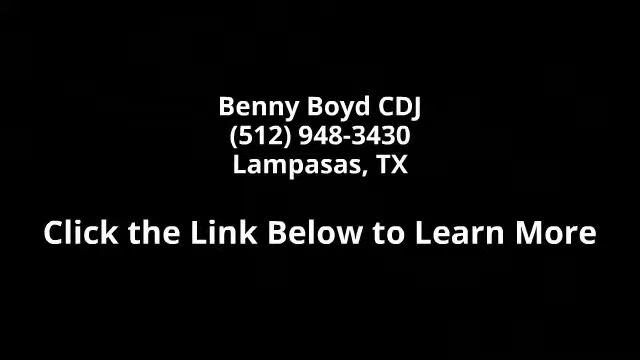 Benny Boyd CDJ
(512) 948-3430
Lampasas, TX
Click the Link Below to Learn More